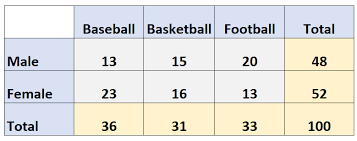 Baseball Basketball Football Total
Male 13 15 20 48
Female 23 16 13 52
Total 36 31 33 100